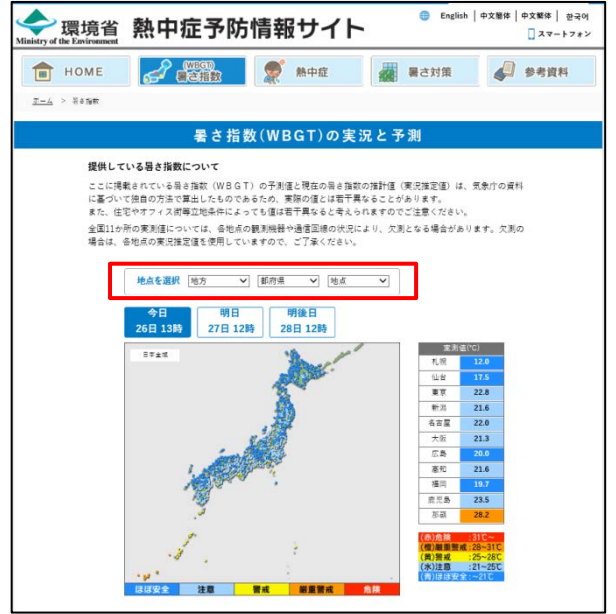 環境省
Ministry of the Environment
熱中症予防情報サイト
English | 中文简体 | 中文繁体 | 한국어
スマートフォン
HOME
(WBGT)
暑さ指数
熱中症
暑さ対策
参考資料
ホーム > 暑さ指数
暑さ指数(WBGT)の実況と予測
提供している暑さ指数について
ここに掲載されている暑さ指数（WBGT）の予測値と現在の暑さ指数の推計値（実況推定値）は、気象庁の資料
に基づいて独自の方法で算出したものであるため、実際の値とは若干異なることがあります。
また、住宅やオフィス街等立地条件によっても値は若干異なると考えられますのでご注意ください。
全国11か所の実測値については、各地点の観測機器や通信回線の状況により、欠測となる場合があります。欠測の
場合は、各地点の実況推定値を使用していますので、ご了承ください。
地点を選択 地方 都府県 地点
今日
26日 13時
明日
27日 12時
明後日
28日 12時
日本全域
実測値(℃)
札幌 12.0
仙台 17.5
東京 22.8
新潟 21.6
名古屋 22.0
大阪 21.3
広島 20.0
高知 21.6
福岡 19.7
鹿児島 23.5
那覇 28.2
(赤)危険 :31℃~
(橙)厳重警戒:28~31℃
(黄)警戒 :25~28℃
(水)注意 :21~25℃
(青)ほぼ安全:~21℃
ほぼ安全 注意 警戒 厳重警戒 危険